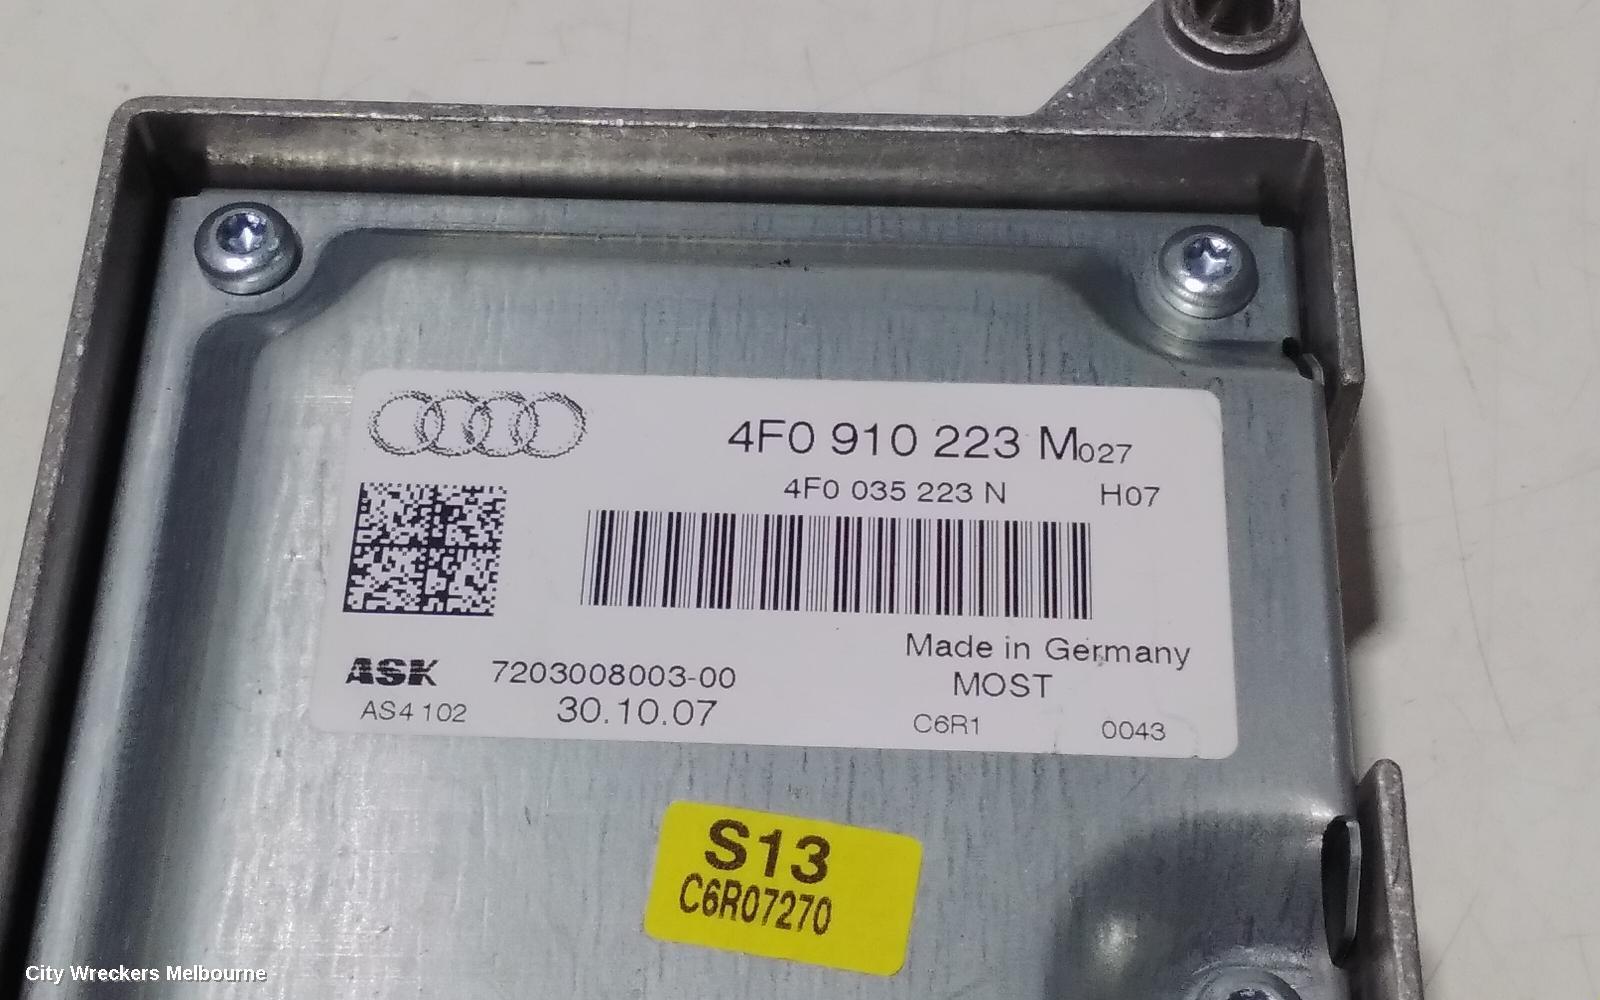 4F0 910 223 M027
4F0 035 223 N H07
Made in Germany
ASK 7203008003-00 MOST
AS4 102 30.10.07 C6R1 0043
S13
C6R07270
City Wreckers Melbourne